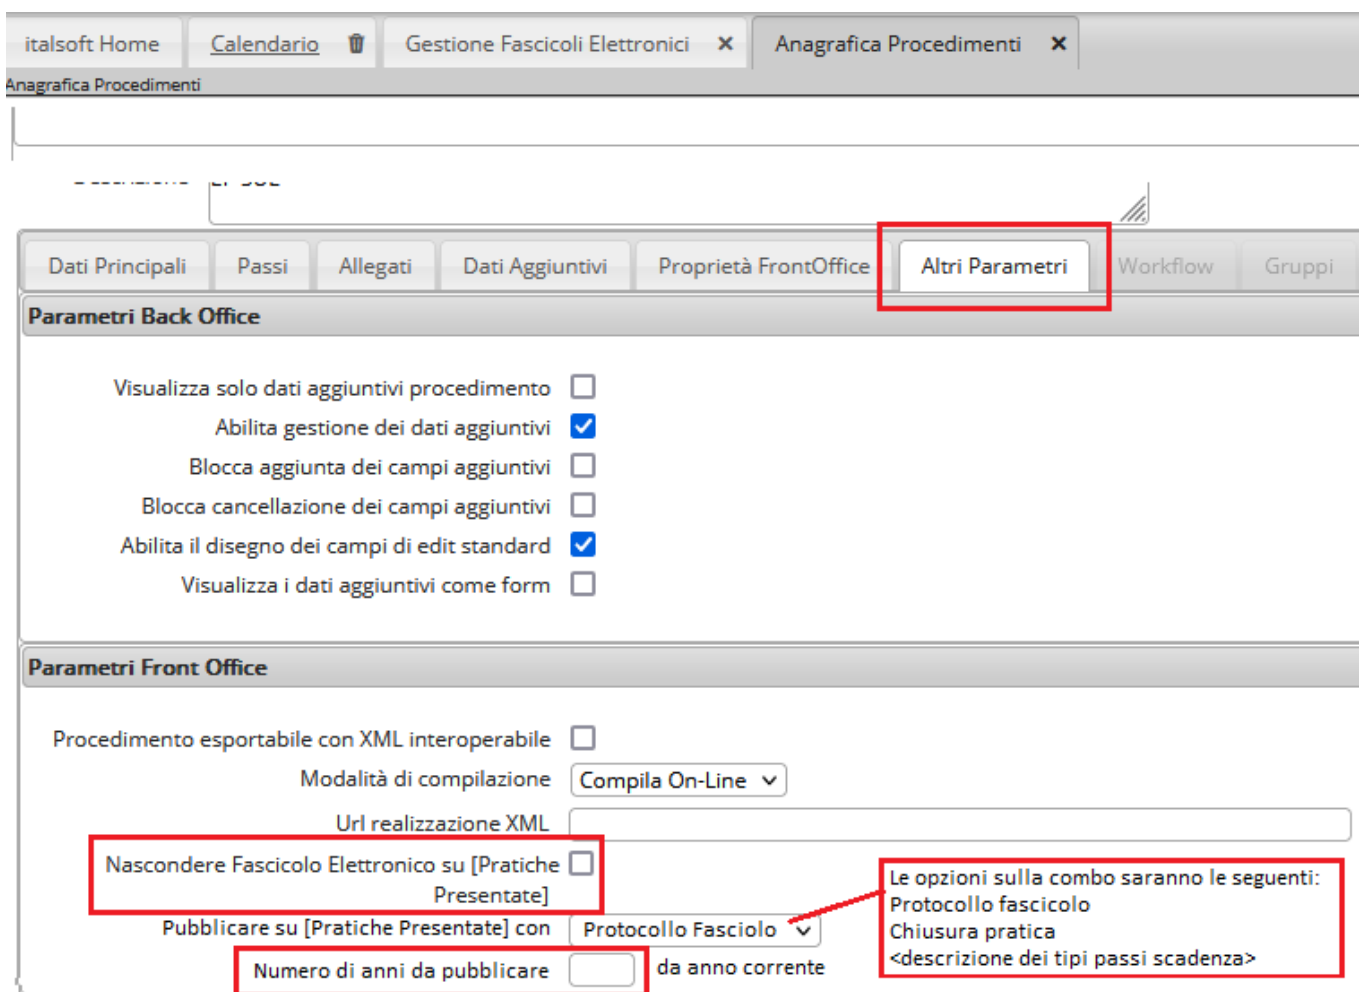 italsoft Home Calendario Gestione Fascicoli Elettronici × Anagrafica Procedimenti ×
Anagrafica Procedimenti
Dati Principali Passi Allegati Dati Aggiuntivi Proprietà FrontOffice Altri Parametri Workflow Gruppi
Parametri Back Office
Visualizza solo dati aggiuntivi procedimento
Abilita gestione dei dati aggiuntivi
Blocca aggiunta dei campi aggiuntivi
Blocca cancellazione dei campi aggiuntivi
Abilita il disegno dei campi di edit standard
Visualizza i dati aggiuntivi come form
Parametri Front Office
Procedimento esportabile con XML interoperabile
Modalità di compilazione Compila On-Line
Url realizzazione XML
Nascondere Fascicolo Elettronico su [Pratiche
Presentate]
Pubblicare su [Pratiche Presentate] con Protocollo Fasciolo
Numero di anni da pubblicare da anno corrente
Le opzioni sulla combo saranno le seguenti:
Protocollo fascicolo
Chiusura pratica
<descrizione dei tipi passi scadenza>